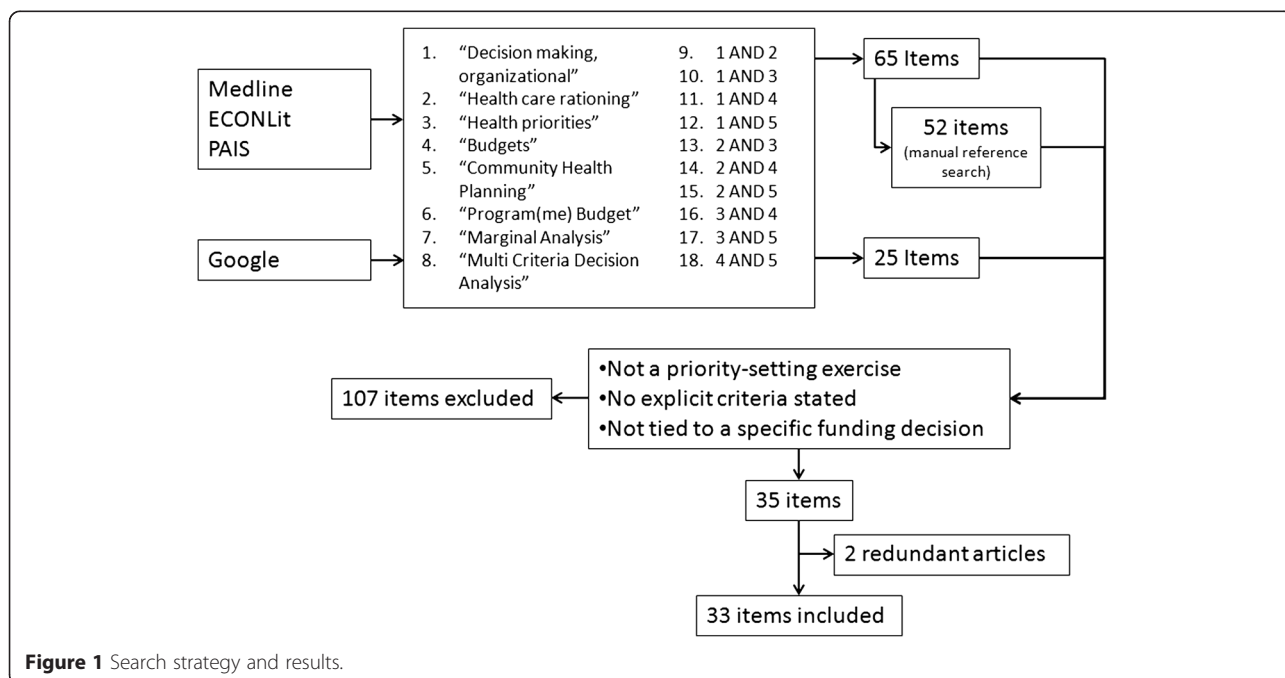 Medline
ECONLit
PAIS
Google
1. “Decision making,
organizational”
2. “Health care rationing”
3. “Health priorities”
4. “Budgets”
5. “Community Health
Planning”
6. “Program(me) Budget”
7. “Marginal Analysis”
8. “Multi Criteria Decision
Analysis”
9. 1 AND 2
10. 1 AND 3
11. 1 AND 4
12. 1 AND 5
13. 2 AND 3
14. 2 AND 4
15. 2 AND 5
16. 3 AND 4
17. 3 AND 5
18. 4 AND 5
65 Items
52 items
(manual reference
search)
25 Items
•Not a priority-setting exercise
•No explicit criteria stated
•Not tied to a specific funding decision
107 items excluded
35 items
2 redundant articles
33 items included
Figure 1 Search strategy and results.